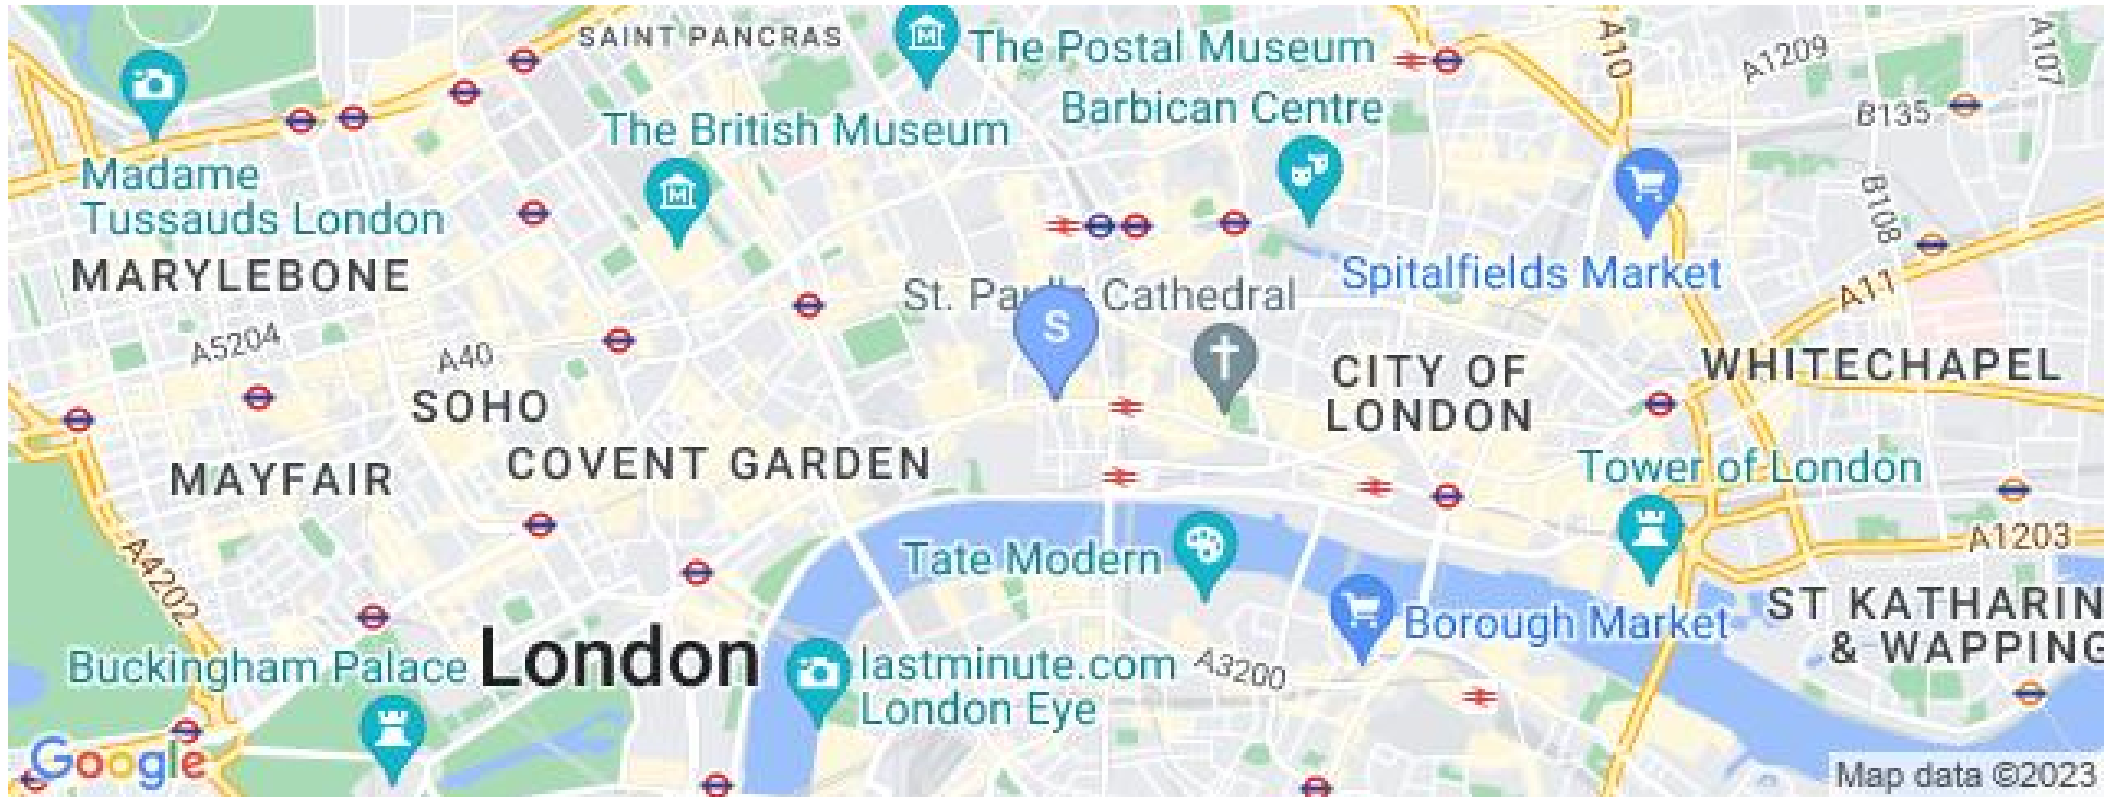 SAINT PANCRAS
The Postal Museum
A10
A1209
A107
Barbican Centre
B135
The British Museum
Madame
Tussauds London
B108
MARYLEBONE
Spitalfields Market
St. Paul's Cathedral
S
A11
A5204
A40
CITY OF
LONDON
WHITECHAPEL
SOHO
COVENT GARDEN
MAYFAIR
Tower of London
A1203
Tate Modern
A4202
ST KATHARIN
& WAPPING
Borough Market
Buckingham Palace
London
lastminute.com
London Eye
A3200
Google
Map data ©2023